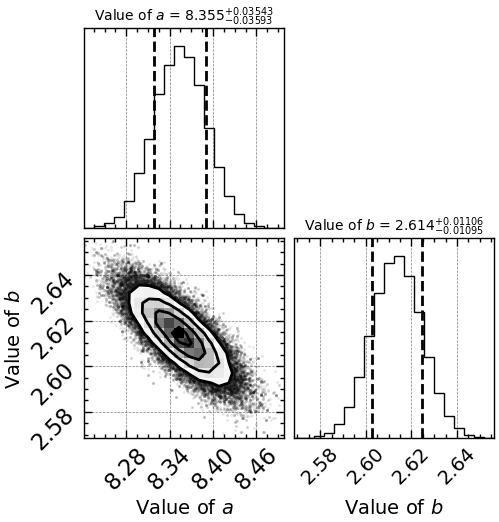 Value of a = 8.355+0.03543−0.03593
Value of b = 2.614+0.01106−0.01095
Value of b
2.64
2.62
2.60
2.58
8.28 8.34 8.40 8.46
2.58 2.60 2.62 2.64
Value of a
Value of b